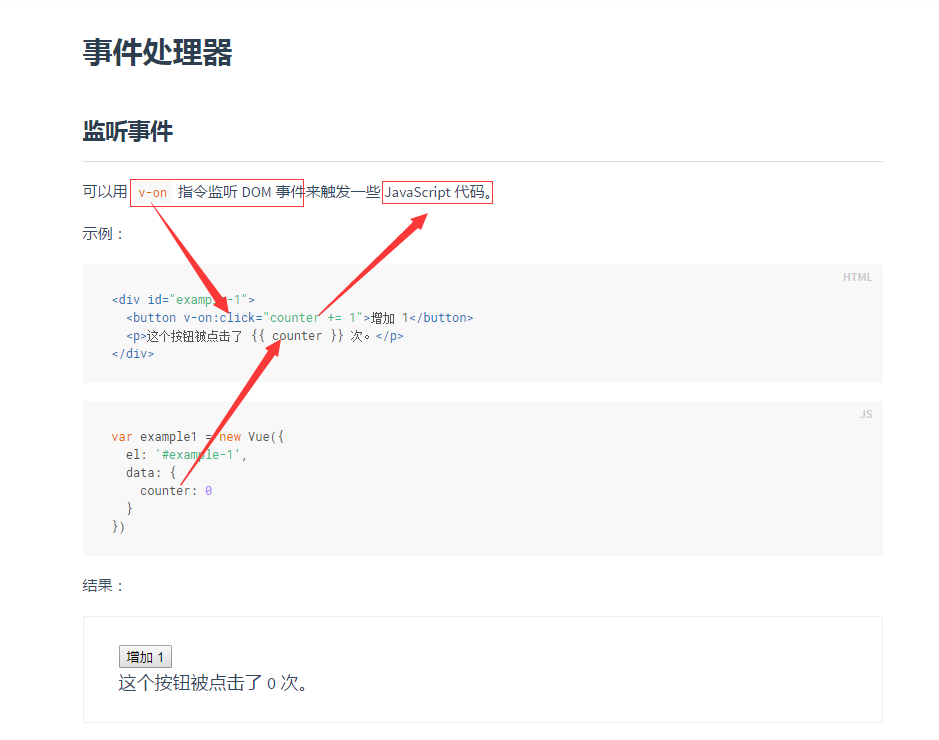 事件处理器
监听事件
可以用 v-on 指令监听 DOM 事件来触发一些 JavaScript 代码。
示例：
HTML
<div id="example-1">
  <button v-on:click="counter += 1">增加 1</button>
  <p>这个按钮被点击了 {{ counter }} 次。</p>
</div>
JS
var example1 = new Vue({
  el: '#example-1',
  data: {
    counter: 0
  }
})
结果：
增加 1
这个按钮被点击了 0 次。